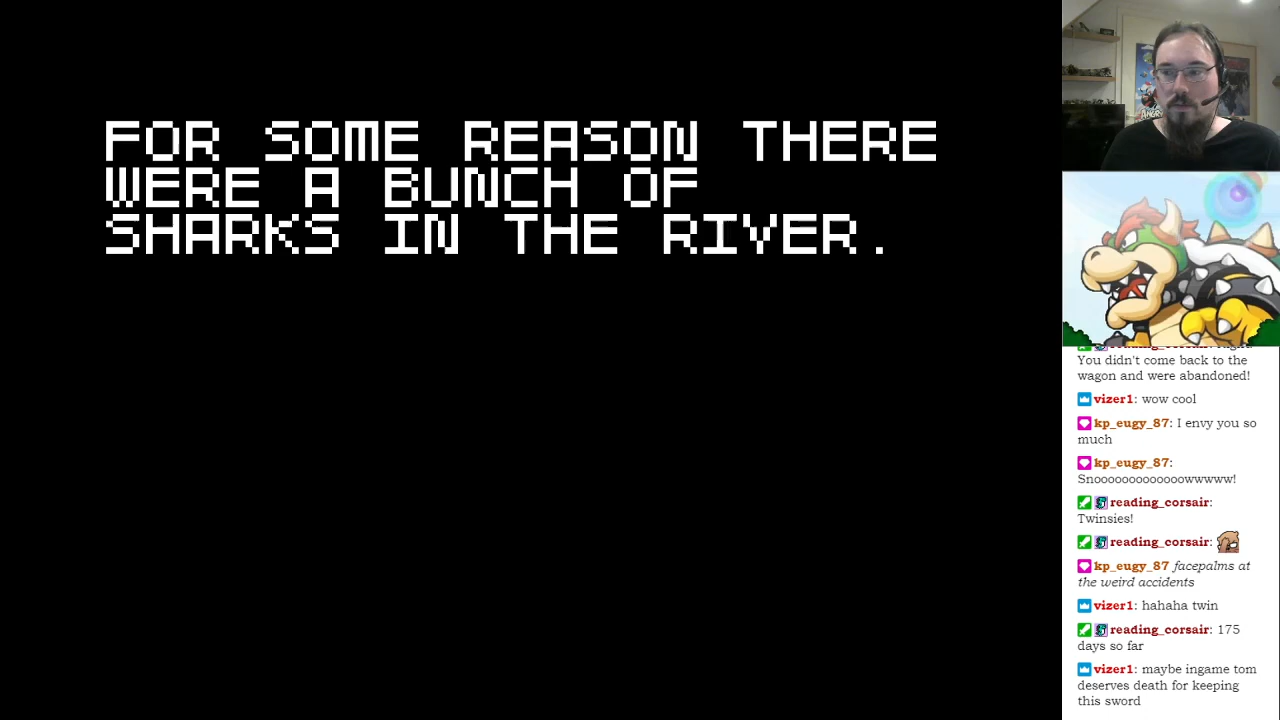 FOR SOME REASON THERE
WERE A BUNCH OF
SHARKS IN THE RIVER.
You didn't come back to the
wagon and were abandoned!
vizer1: wow cool
kp_eugy_87: I envy you so
much
kp_eugy_87:
Snooooooooooooowwwww!
reading_corsair:
Twinsies!
reading_corsair:
kp_eugy_87 facepalms at
the weird accidents
vizer1: hahaha twin
reading_corsair: 175
days so far
vizer1: maybe ingame tom
deserves death for keeping
this sword